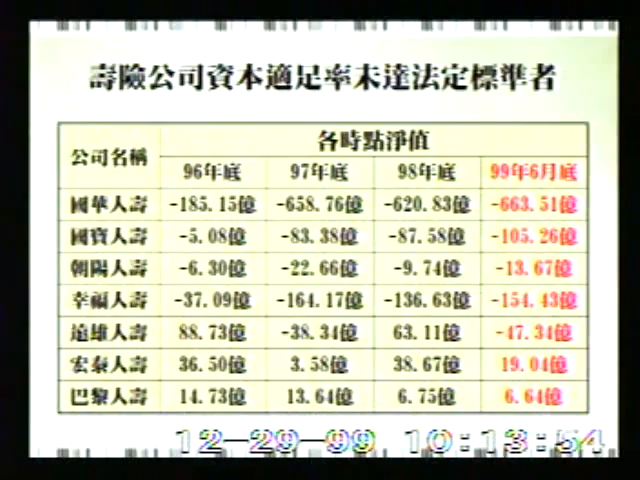 壽險公司資本適足率未達法定標準者
公司名稱 各時點淨值
96年底 97年底 98年底 99年6月底
國華人壽 -185.15億 -658.76億 -620.83億 -663.51億
國寶人壽 -5.08億 -83.38億 -87.58億 -105.26億
朝陽人壽 -6.30億 -22.66億 -9.74億 -13.67億
幸福人壽 -37.09億 -164.17億 -136.63億 -154.43億
遠雄人壽 88.73億 -38.34億 63.11億 -47.34億
宏泰人壽 36.50億 3.58億 38.67億 19.04億
巴黎人壽 14.73億 13.64億 6.75億 6.64億
12-29-99 10:13:54